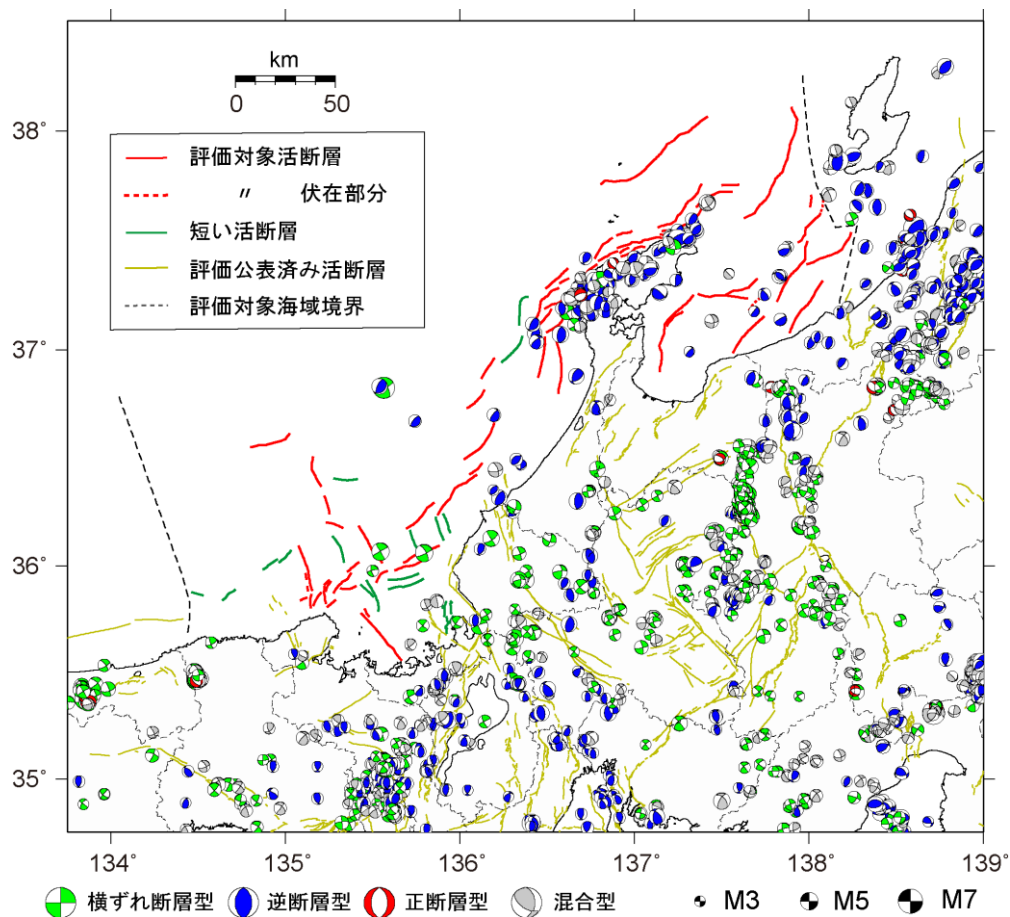 km
0 50
38°
37°
36°
35°
評価対象活断層
〃 伏在部分
短い活断層
評価公表済み活断層
評価対象海域境界
134° 135° 136° 137° 138° 139°
横ずれ断層型 逆断層型 正断層型 混合型 M3 M5 M7